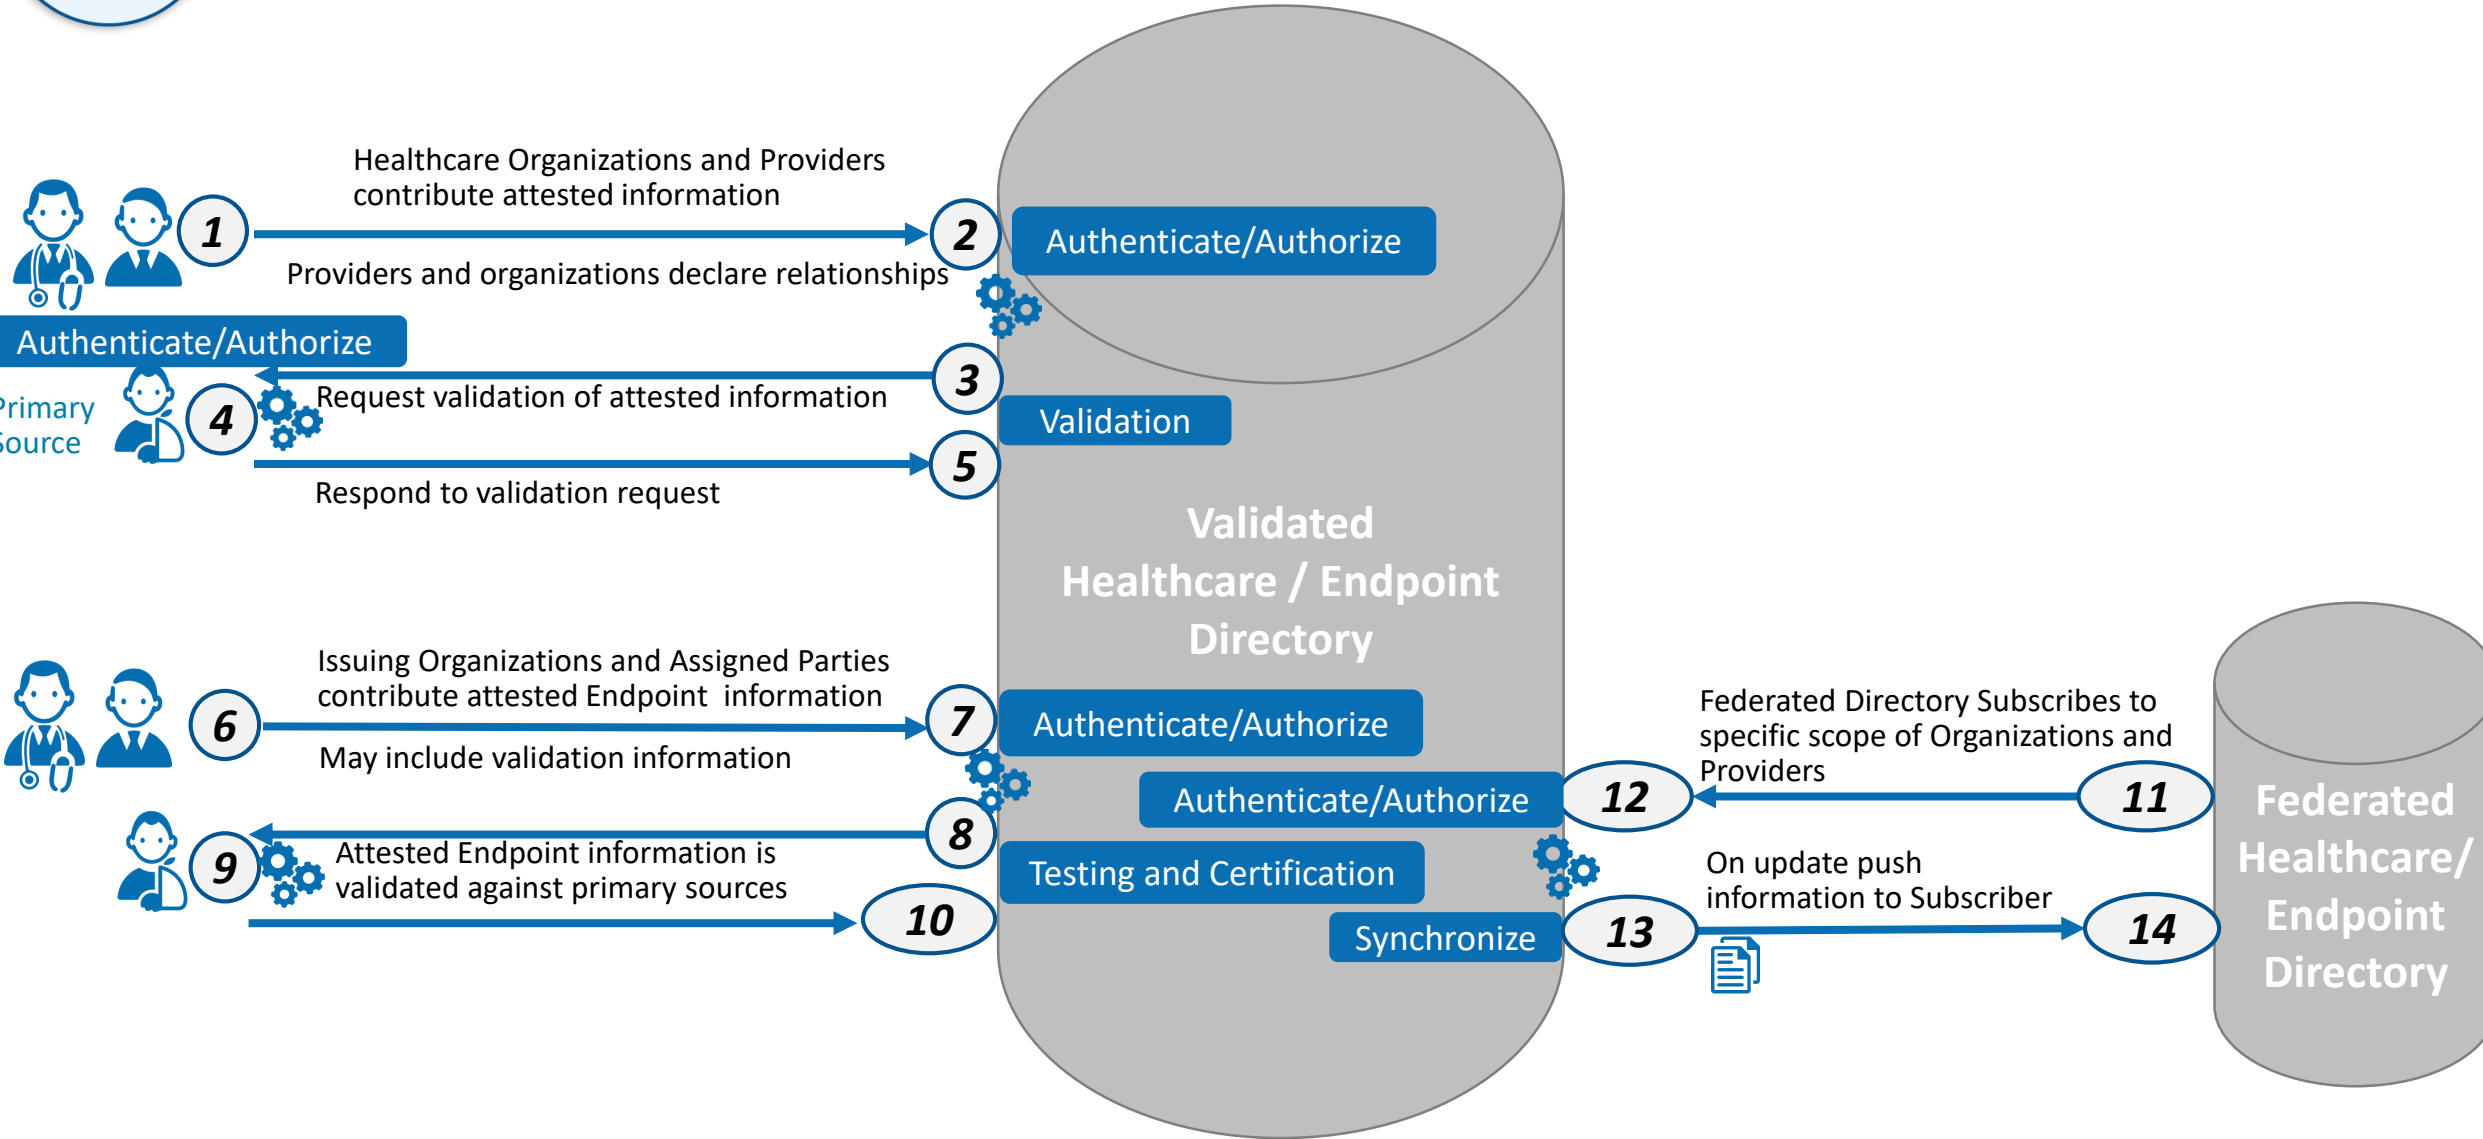 Healthcare Organizations and Providers
contribute attested information
1
2
Authenticate/Authorize
Providers and organizations declare relationships
Authenticate/Authorize
3
Request validation of attested information
Primary
Source
4
Validation
5
Respond to validation request
Validated
Healthcare / Endpoint
Directory
Issuing Organizations and Assigned Parties
contribute attested Endpoint information
6
7
Authenticate/Authorize
May include validation information
Federated Directory Subscribes to
specific scope of Organizations and
Providers
Authenticate/Authorize
12
11
8
9
Attested Endpoint information is
validated against primary sources
Testing and Certification
10
On update push
information to Subscriber
Synchronize
13
14
Federated
Healthcare/
Endpoint
Directory